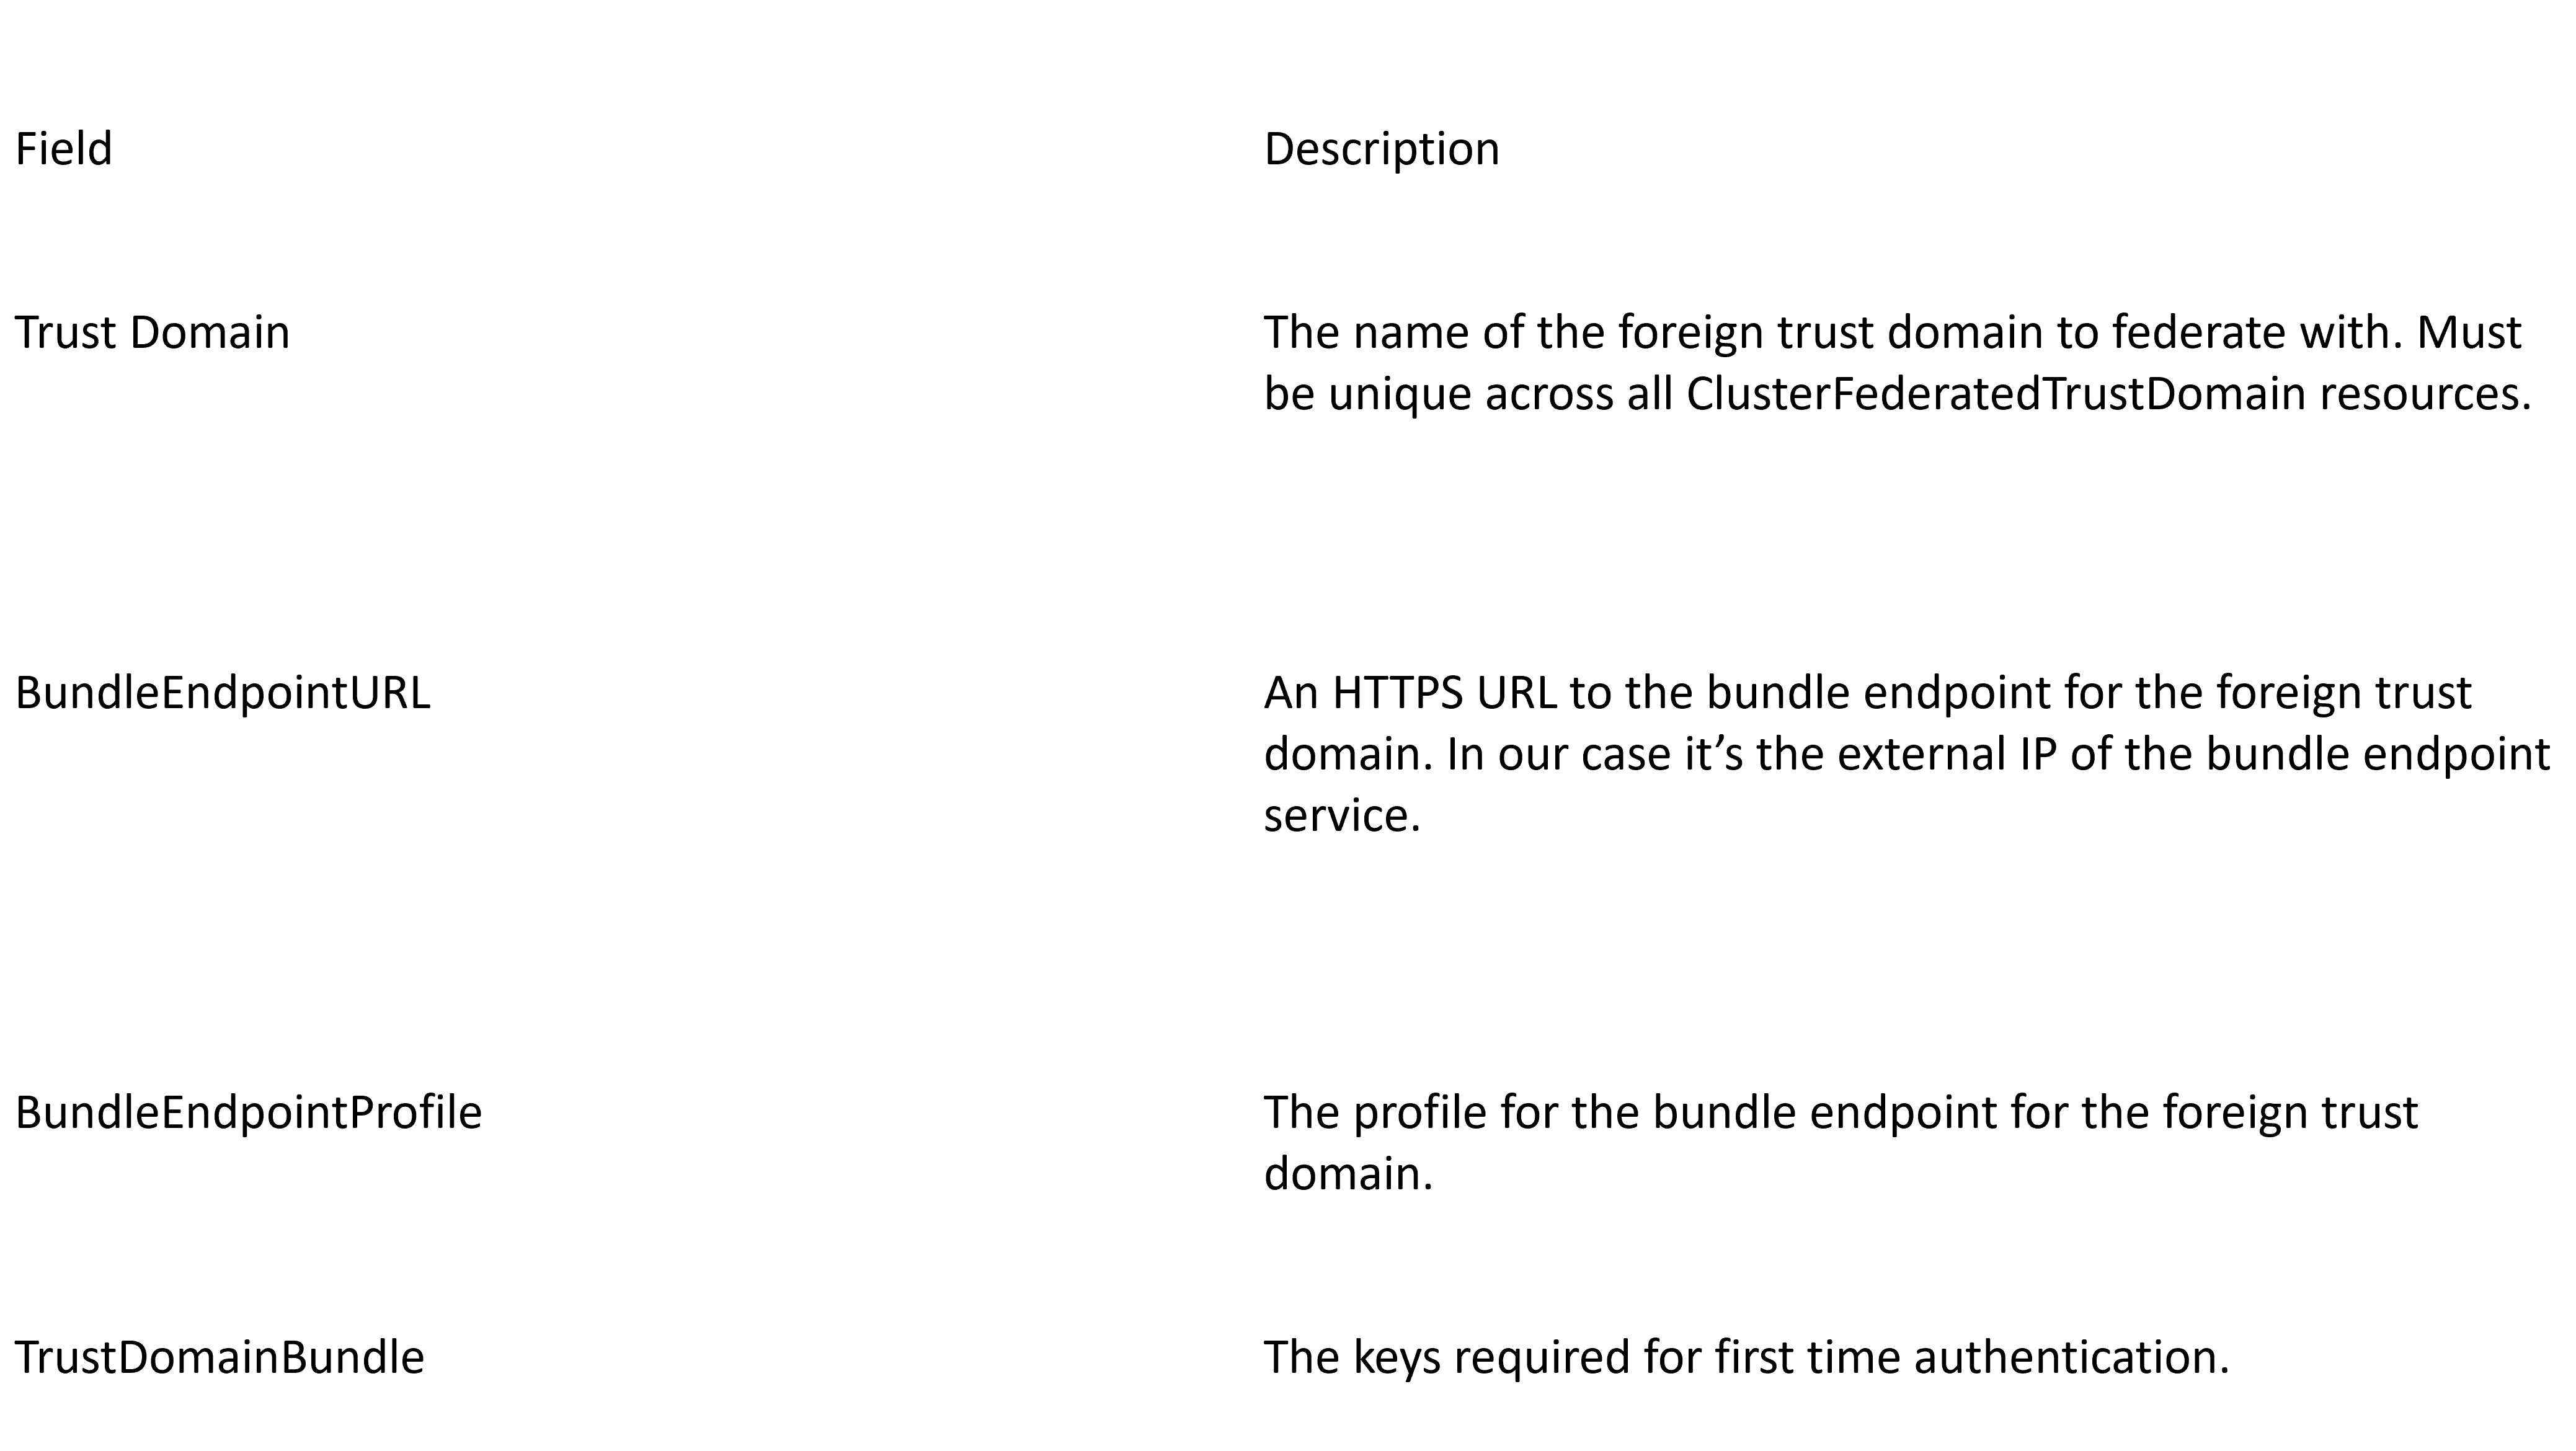 Field
Description
Trust Domain
The name of the foreign trust domain to federate with. Must
be unique across all ClusterFederatedTrustDomain resources.
BundleEndpointURL
An HTTPS URL to the bundle endpoint for the foreign trust
domain. In our case it’s the external IP of the bundle endpoint
service.
BundleEndpointProfile
The profile for the bundle endpoint for the foreign trust
domain.
TrustDomainBundle
The keys required for first time authentication.